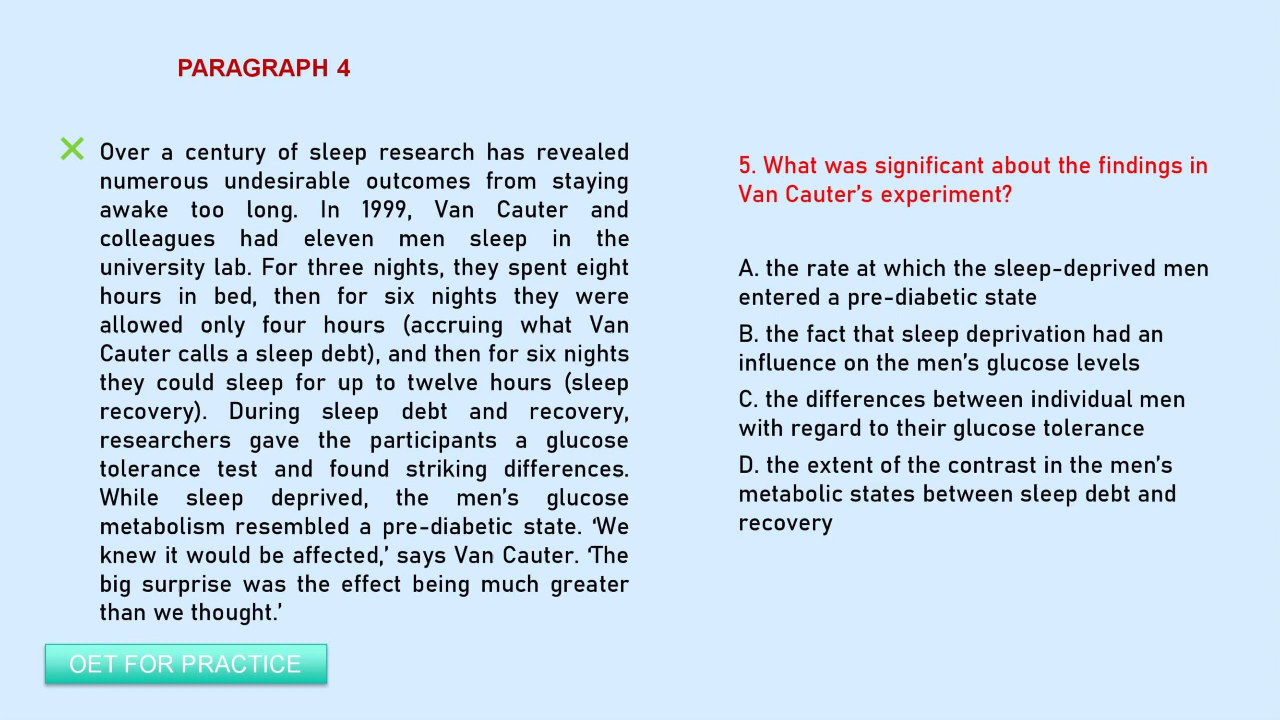 PARAGRAPH 4
Over a century of sleep research has revealed
numerous undesirable outcomes from staying
awake too long. In 1999, Van Cauter and
colleagues had eleven men sleep in the
university lab. For three nights, they spent eight
hours in bed, then for six nights they were
allowed only four hours (accruing what Van
Cauter calls a sleep debt), and then for six nights
they could sleep for up to twelve hours (sleep
recovery). During sleep debt and recovery,
researchers gave the participants a glucose
tolerance test and found striking differences.
While sleep deprived, the men’s glucose
metabolism resembled a pre-diabetic state. ‘We
knew it would be affected,’ says Van Cauter. ‘The
big surprise was the effect being much greater
than we thought.’
OET FOR PRACTICE
5. What was significant about the findings in
Van Cauter’s experiment?
A. the rate at which the sleep-deprived men
entered a pre-diabetic state
B. the fact that sleep deprivation had an
influence on the men’s glucose levels
C. the differences between individual men
with regard to their glucose tolerance
D. the extent of the contrast in the men’s
metabolic states between sleep debt and
recovery